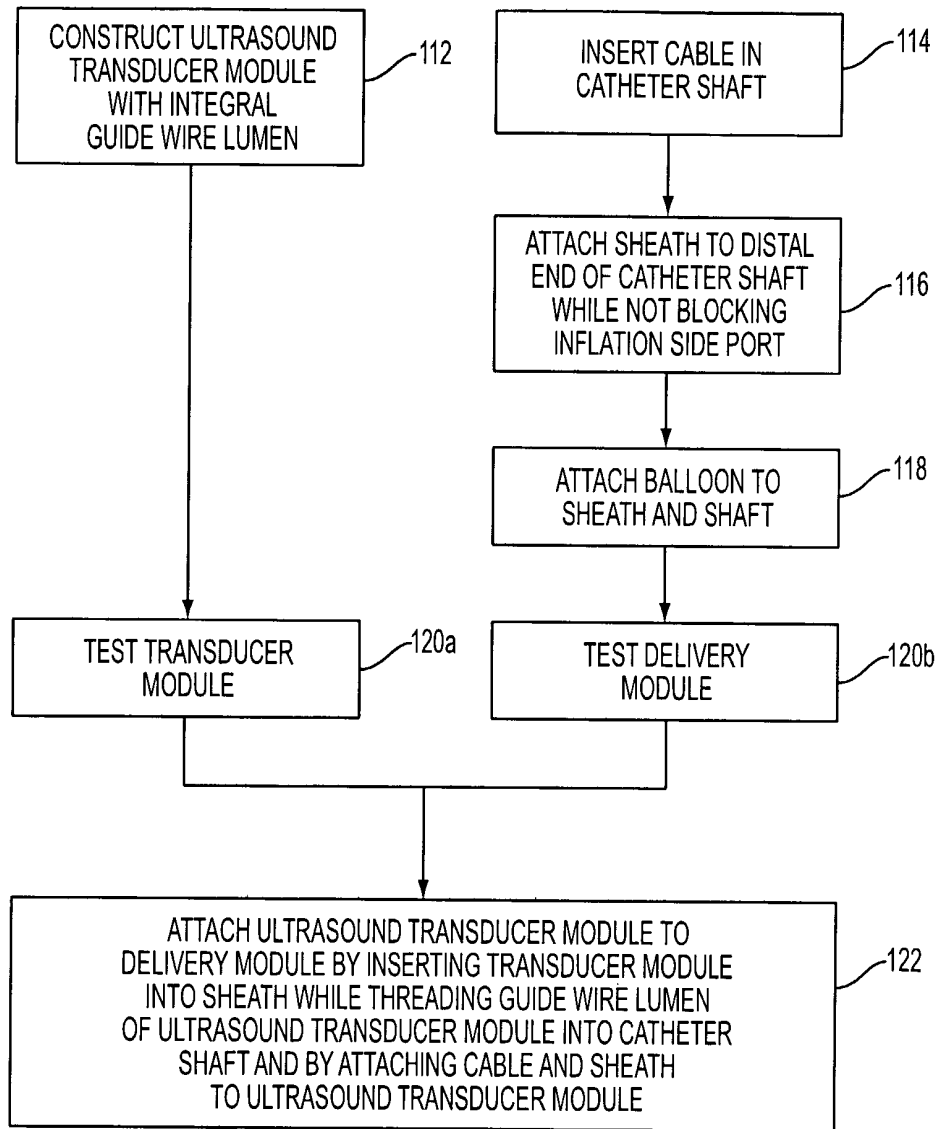 CONSTRUCT ULTRASOUND
TRANSDUCER MODULE
WITH INTEGRAL
GUIDE WIRE LUMEN
112
INSERT CABLE IN
CATHETER SHAFT
114
ATTACH SHEATH TO DISTAL
END OF CATHETER SHAFT
WHILE NOT BLOCKING
INFLATION SIDE PORT
116
ATTACH BALLOON TO
SHEATH AND SHAFT
118
TEST TRANSDUCER
MODULE
120a
TEST DELIVERY
MODULE
120b
ATTACH ULTRASOUND TRANSDUCER MODULE TO
DELIVERY MODULE BY INSERTING TRANSDUCER MODULE
INTO SHEATH WHILE THREADING GUIDE WIRE LUMEN
OF ULTRASOUND TRANSDUCER MODULE INTO CATHETER
SHAFT AND BY ATTACHING CABLE AND SHEATH
TO ULTRASOUND TRANSDUCER MODULE
122